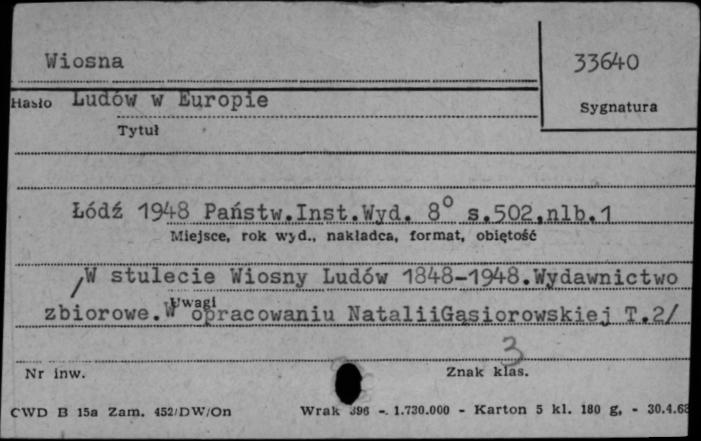 Wiosna
33640
Hasło Ludów w Europie
Sygnatura
Tytuł
Łódź 1948 Państw.Inst.Wyd. 8° s.502,nlb.1
Miejsce, rok wyd., nakładca, format, objętość
/W stulecie Wiosny Ludów 1848-1948.Wydawnictwo
Uwagi
zbiorowe.W opracowaniu NataliiGąsiorowskiej T.2/
3
Nr inw.
Znak klas.
CWD B 15a Zam. 452/DW/On Wrak 396 - 1.730.000 - Karton 5 kl. 180 g, - 30.4.68